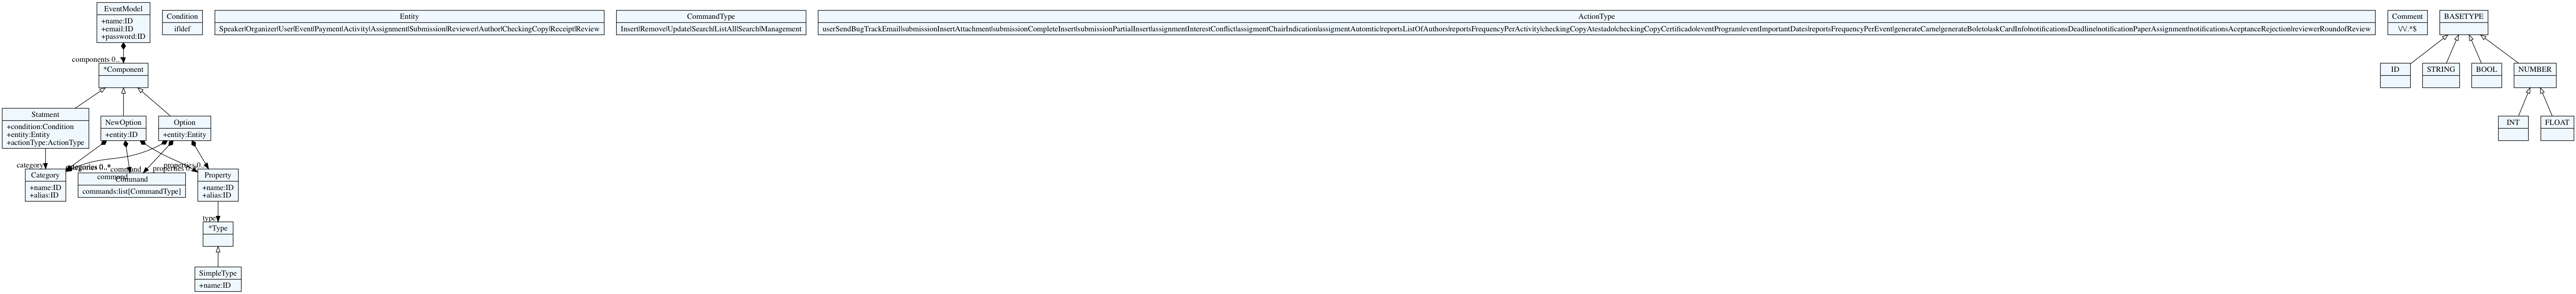 EventModel
+name:ID
+email:ID
+password:ID
Condition
if|def
Entity
Speaker|Organizer|User|Event|Payment|Activity|Assignment|Submission|Reviewer|Author|CheckingCopy|Receipt|Review
CommandType
Insert|Remove|Update|Search|ListAll|Search|Management
ActionType
userSendBugTrackEmail|submissionInsertAttachment|submissionCompleteInsert|submissionPartialInsert|assignmentInterestConflict|assigmentChairIndication|assigmentAutomtic|reportsListOfAuthors|reportsFrequencyPerActivity|checkingCopyAtestado|checkingCopyCertificado|eventProgram|eventImportantDates|reportsFrequencyPerEvent|generateCarne|generateBoleto|askCardInfo|notificationsDeadline|notificationPaperAssignment|notificationsAcceptanceRejection|reviewerRoundofReview
Comment
\/\/.*$
BASETYPE
components 0..*
*Component
ID
STRING
BOOL
NUMBER
Statment
+condition:Condition
+entity:Entity
+actionType:ActionType
NewOption
+entity:ID
Option
+entity:Entity
INT
FLOAT
category
categories 0..*
command
command
properties 0..
properties 0..
Category
+name:ID
+alias:ID
Command
commands:list[CommandType]
Property
+name:ID
+alias:ID
type
*Type
SimpleType
+name:ID